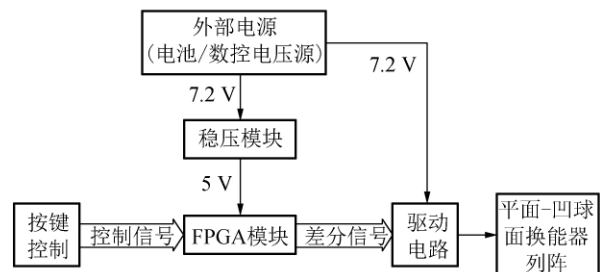 外部电源
(电池/数控电压源)
7.2 V
7.2 V
稳压模块
5 V
按键
控制
控制信号
FPGA模块
差分信号
驱动
电路
平面-凹球
面换能器
列阵